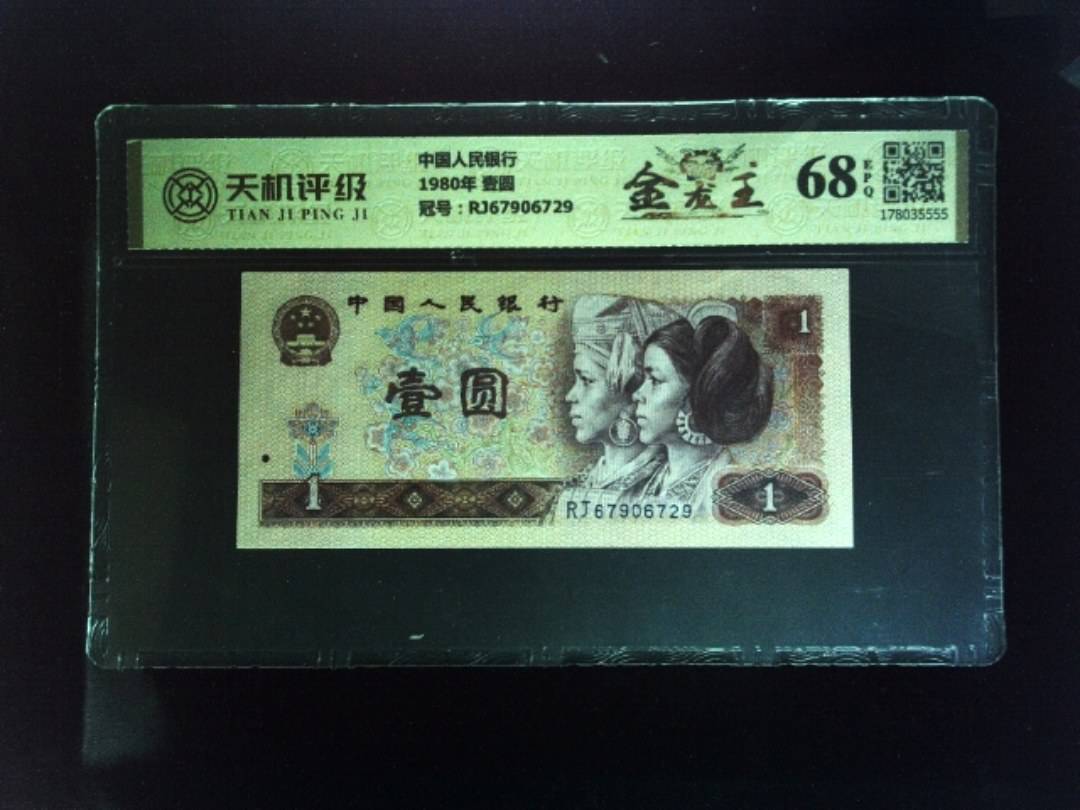 天机评级
TIAN JI PING JI
中国人民银行
1980年 壹圆
冠号：RJ67906729
金龙王
68
EPQ
178035555
中国人民银行
1
壹圆
1
RJ67906729
1